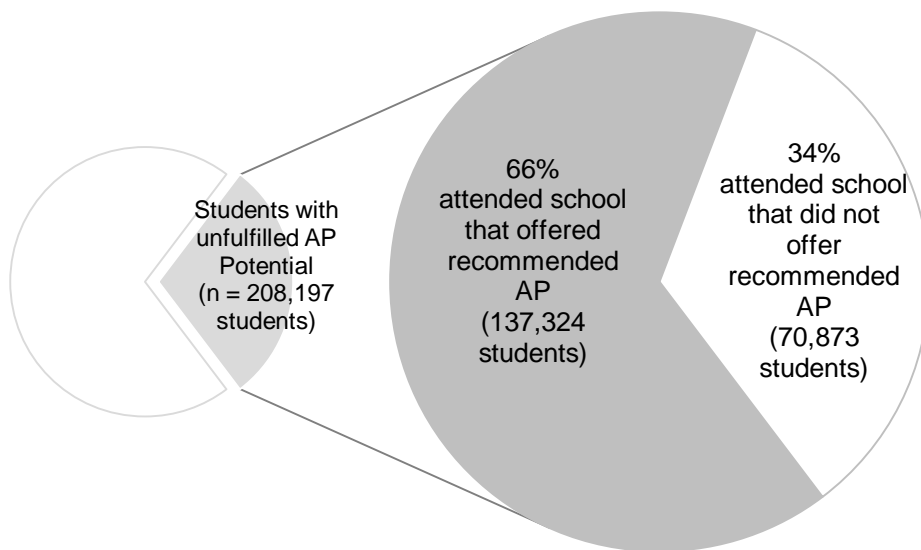 Students with
unfulfilled AP
Potential
(n = 208,197
students)
66%
attended school
that offered
recommended
AP
(137,324
students)
34%
attended school
that did not
offer
recommended
AP
(70,873
students)